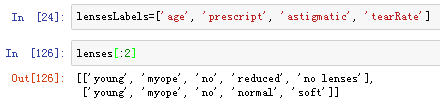 In [24]: lensesLabels=['age', 'prescript', 'astigmatic', 'tearRate']
In [126]: lenses[:2]
Out[126]: [['young', 'myope', 'no', 'reduced', 'no lenses'],
['young', 'myope', 'no', 'normal', 'soft']]